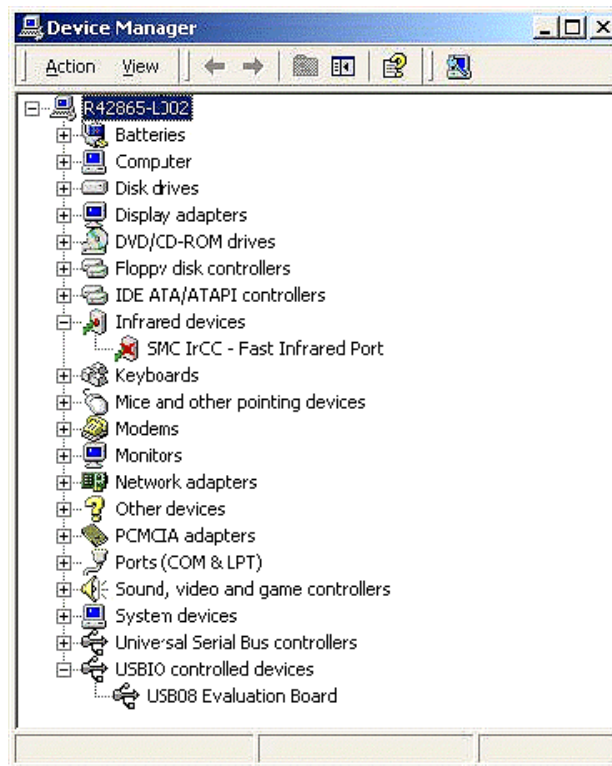 Device Manager
Action View
R42865-L002
Batteries
Computer
Disk drives
Display adapters
DVD/CD-ROM drives
Floppy disk controllers
IDE ATA/ATAPI controllers
Infrared devices
SMC IrCC - Fast Infrared Port
Keyboards
Mice and other pointing devices
Modems
Monitors
Network adapters
Other devices
PCMCIA adapters
Ports (COM & LPT)
Sound, video and game controllers
System devices
Universal Serial Bus controllers
USBIO controlled devices
USB08 Evaluation Board